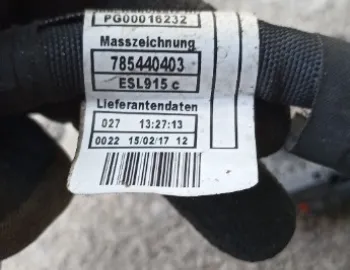 PG00016232
Masszeichnung
785440403
ESL915 c
Lieferantendaten
027 13:27:13
0022 15/02/17 12